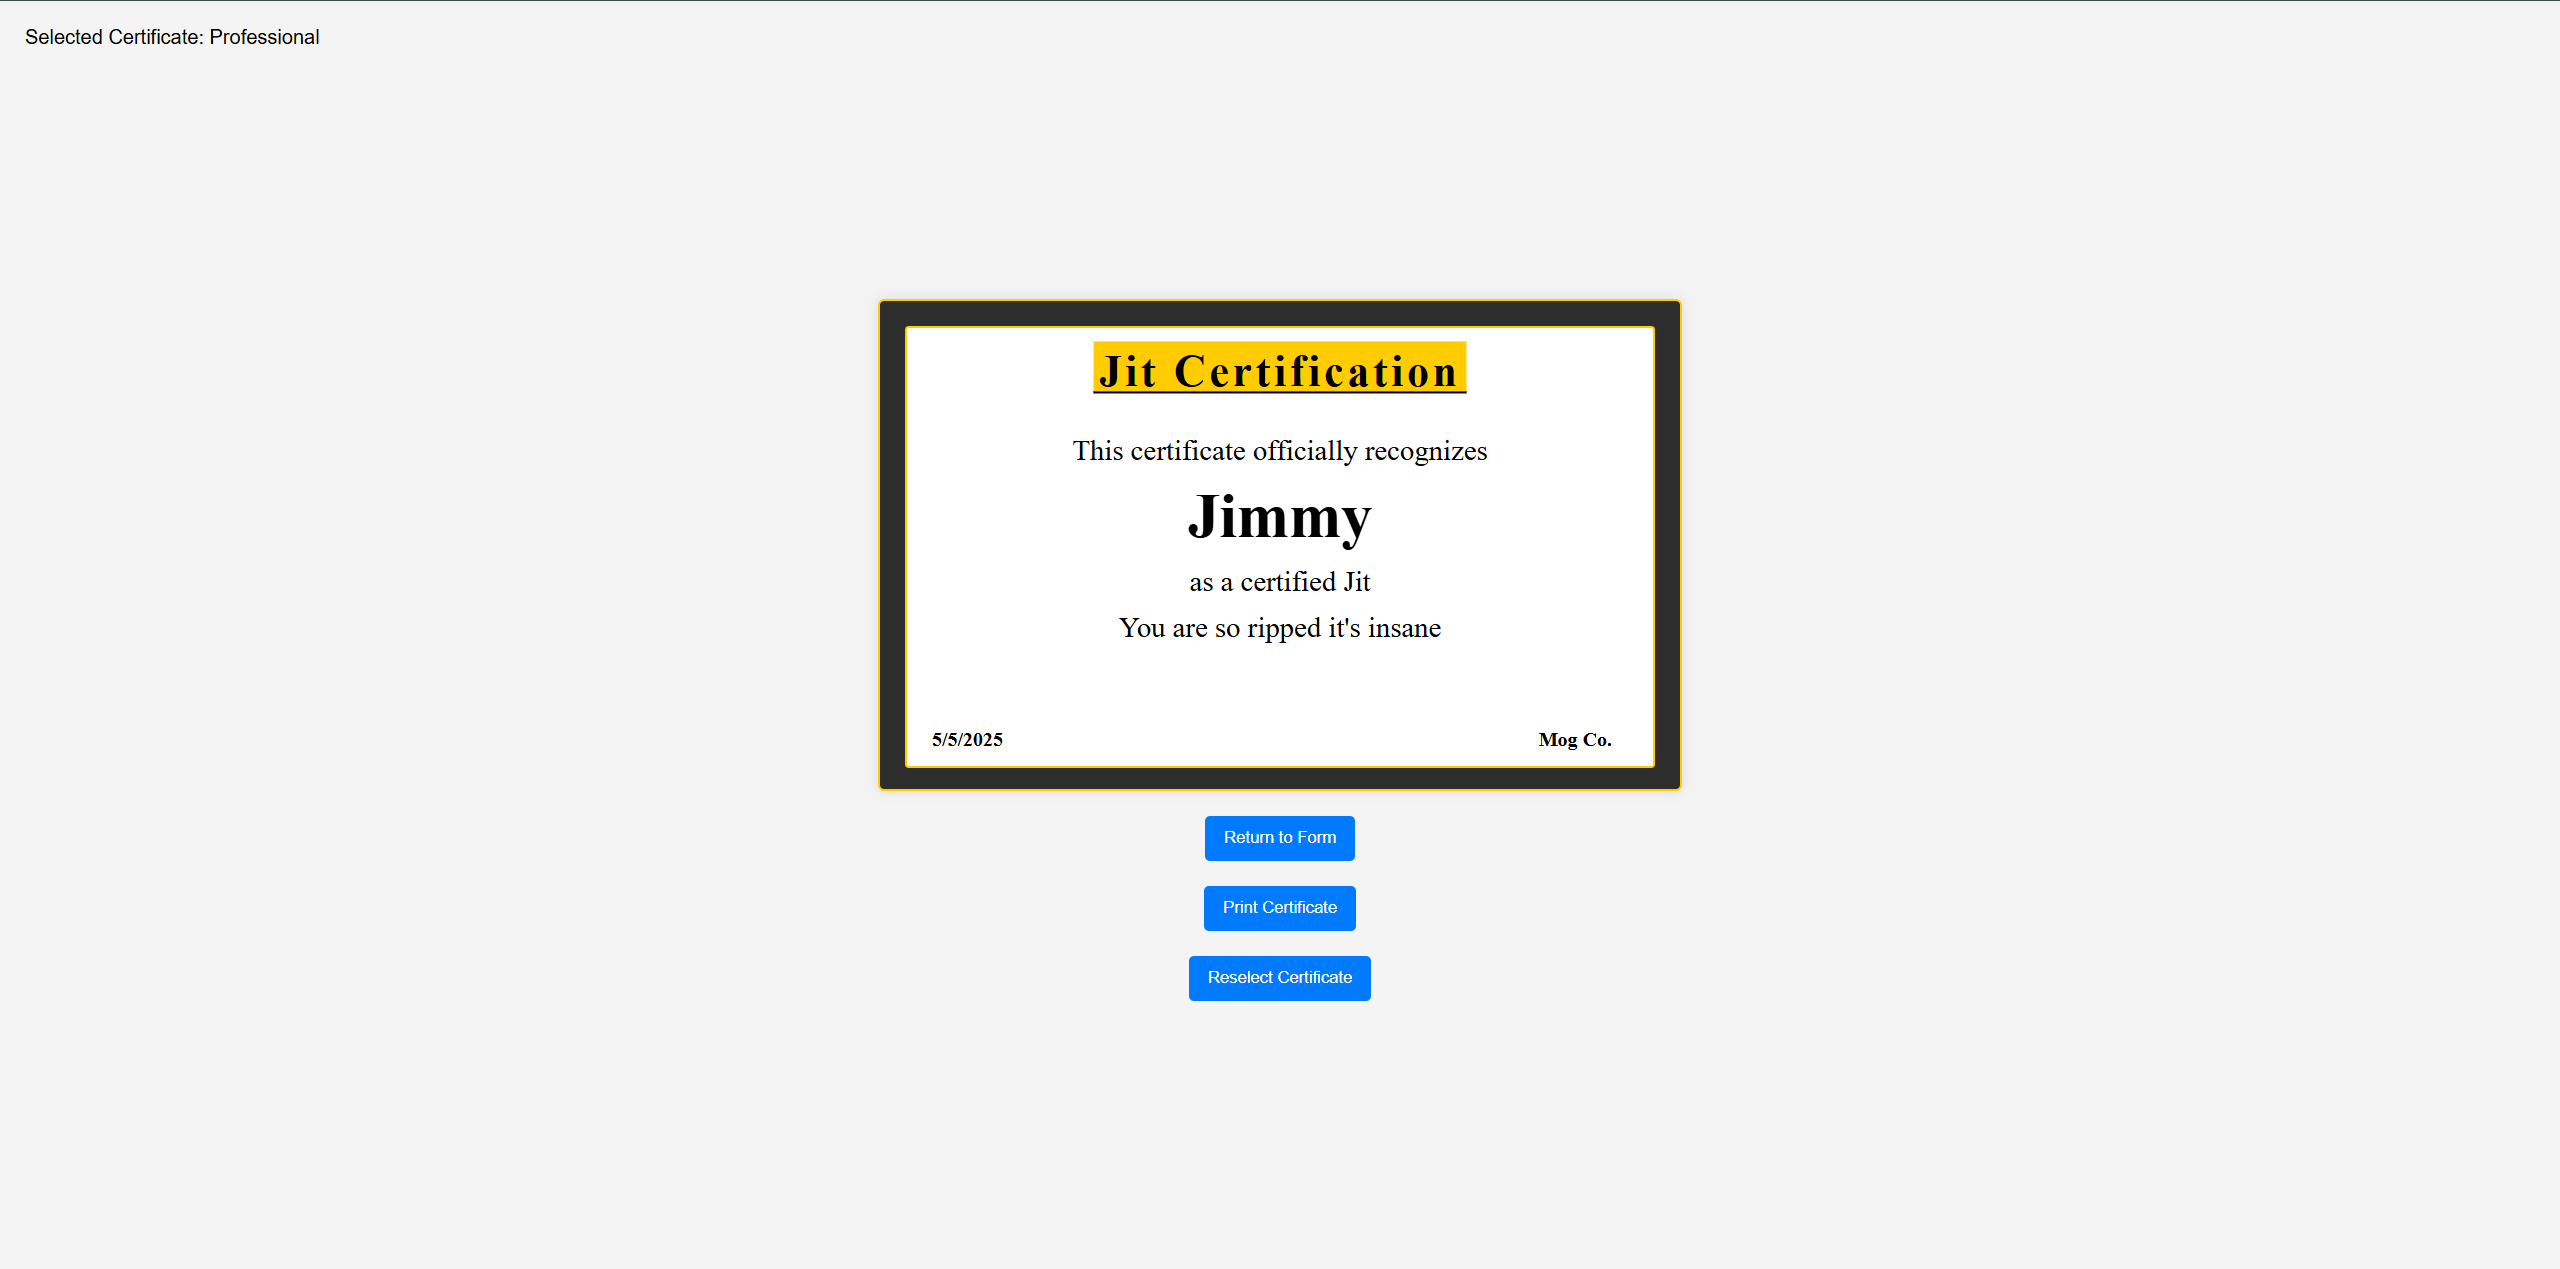 Selected Certificate: Professional
Jit Certification
This certificate officially recognizes
Jimmy
as a certified Jit
You are so ripped it's insane
5/5/2025
Mog Co.
Return to Form
Print Certificate
Reselect Certificate